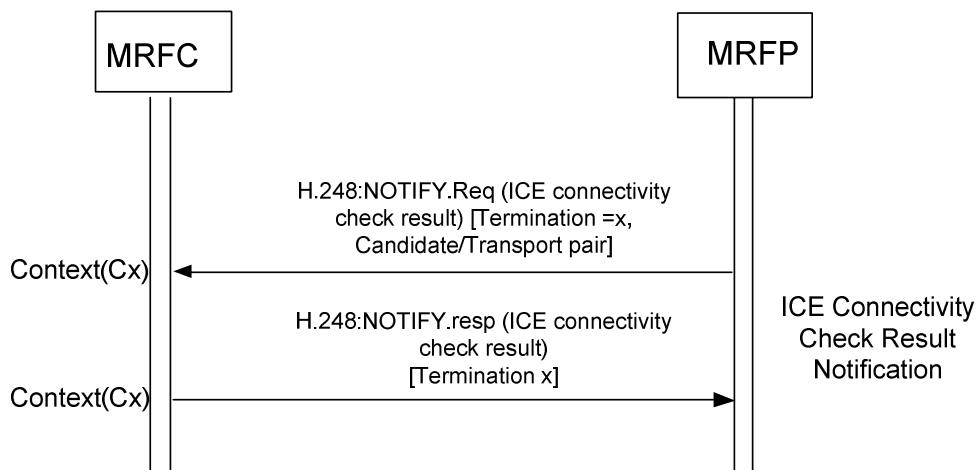 MRFC
MRFP
H.248:NOTIFY.Req (ICE connectivity
check result) [Termination =x,
Candidate/Transport pair]
Context(Cx)
H.248:NOTIFY.resp (ICE connectivity
check result)
[Termination x]
Context(Cx)
ICE Connectivity
Check Result
Notification